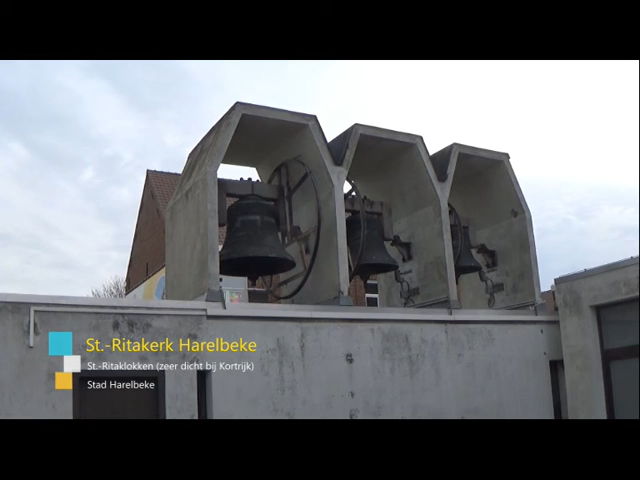 St.-Ritakerk Harelbeke
St.-Ritaklokken (zeer dicht bij Kortrijk)
Stad Harelbeke